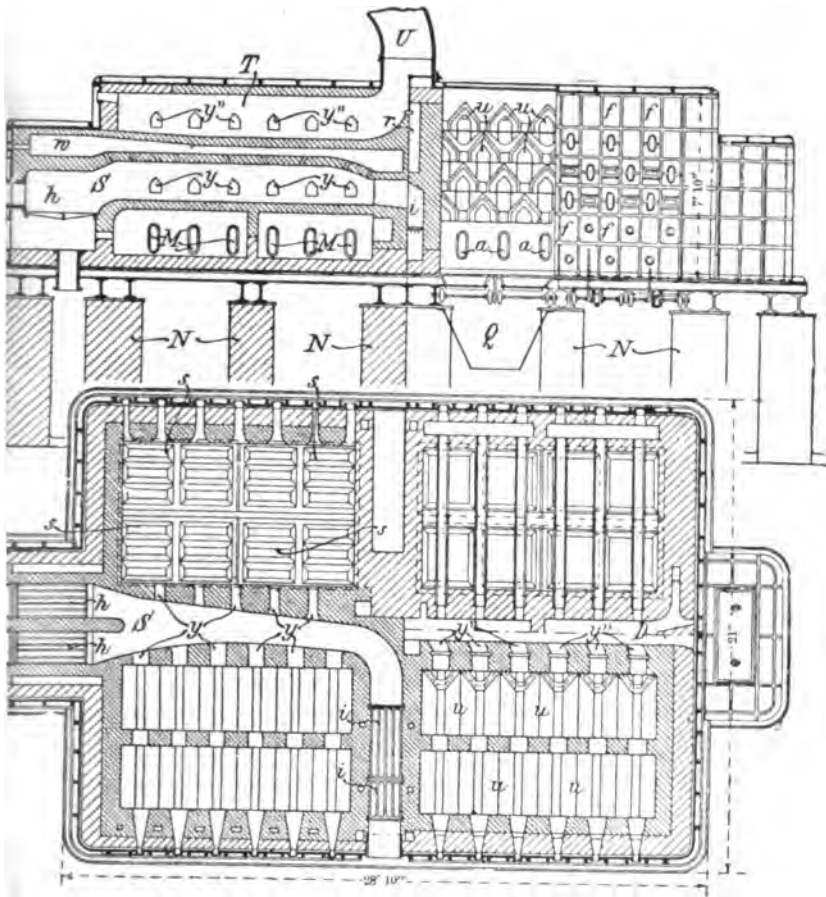 U
T
y" y"
u u
f f
r
w
h S y y
i
7' 10"
M M
a a
f f
N N Q N
s s
s s
h
S y y
h
y" y" L
21'
i
u u
i
u u
28' 10"